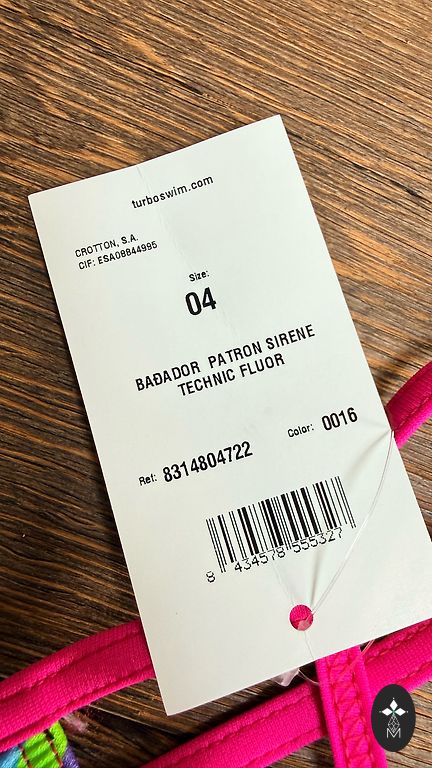 turboswim.com
CROTTON, S.A.
CIF: ESA08844995
Size:
04
BAÐADOR PATRON SIRENE
TECHNIC FLUOR
Ref: 8314804722 Color: 0016
8 434578 555327
M